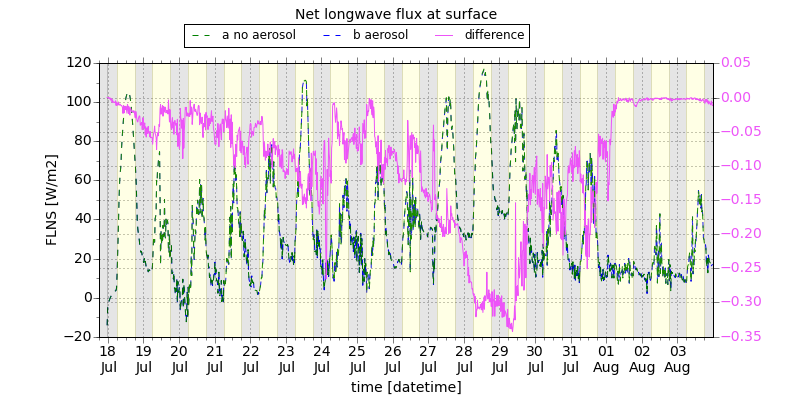 Net longwave flux at surface
a no aerosol b aerosol difference
120
100
80
60
40
20
0
−20
FLNS [W/m2]
0.05
0.00
−0.05
−0.10
−0.15
−0.20
−0.25
−0.30
−0.35
18 19 20 21 22 23 24 25 26 27 28 29 30 31 01 02 03
Jul Jul Jul Jul Jul Jul Jul Jul Jul Jul Jul Jul Jul Jul Aug Aug Aug
time [datetime]